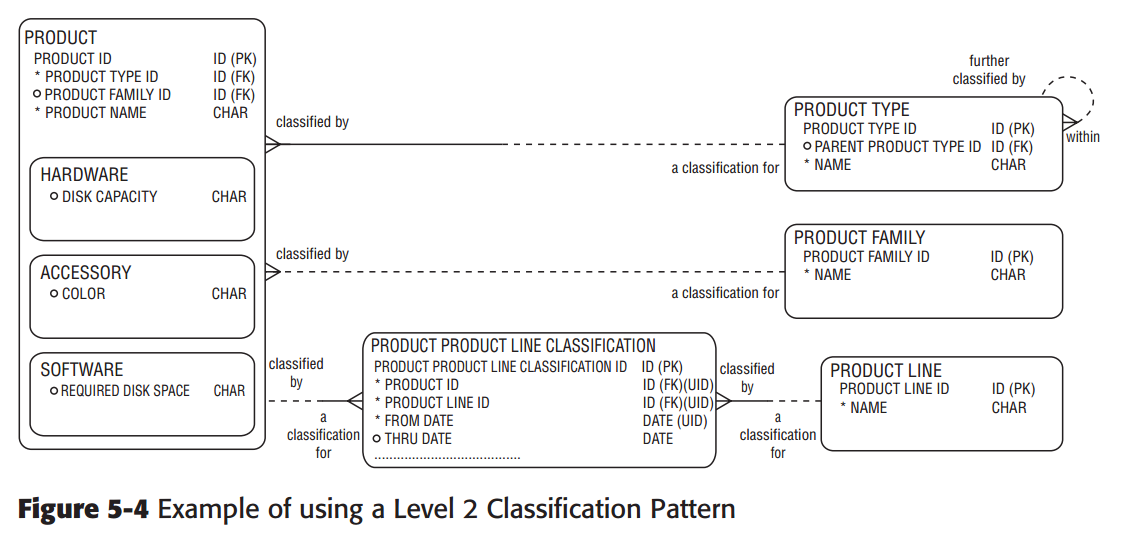 PRODUCT
PRODUCT ID ID (PK)
* PRODUCT TYPE ID ID (FK)
o PRODUCT FAMILY ID ID (FK)
* PRODUCT NAME CHAR
HARDWARE
o DISK CAPACITY CHAR
ACCESSORY
o COLOR CHAR
SOFTWARE
o REQUIRED DISK SPACE CHAR
classified by
a classification for
further
classified by
within
PRODUCT TYPE
PRODUCT TYPE ID ID (PK)
o PARENT PRODUCT TYPE ID ID (FK)
* NAME CHAR
classified by
a classification for
PRODUCT FAMILY
PRODUCT FAMILY ID ID (PK)
* NAME CHAR
classified
by
a
classification
for
PRODUCT PRODUCT LINE CLASSIFICATION
PRODUCT PRODUCT LINE CLASSIFICATION ID ID (PK)
* PRODUCT ID ID (FK)(UID)
* PRODUCT LINE ID ID (FK)(UID)
* FROM DATE DATE (UID)
o THRU DATE DATE
.......................................
classified
by
a
classification
for
PRODUCT LINE
PRODUCT LINE ID ID (PK)
* NAME CHAR
Figure 5-4 Example of using a Level 2 Classification Pattern